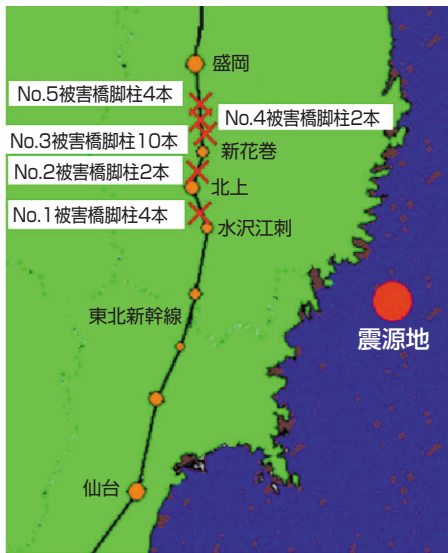 盛岡
No.5被害橋脚柱4本
No.4被害橋脚柱2本
No.3被害橋脚柱10本
新花巻
No.2被害橋脚柱2本
北上
No.1被害橋脚柱4本
水沢江刺
東北新幹線
震源地
仙台